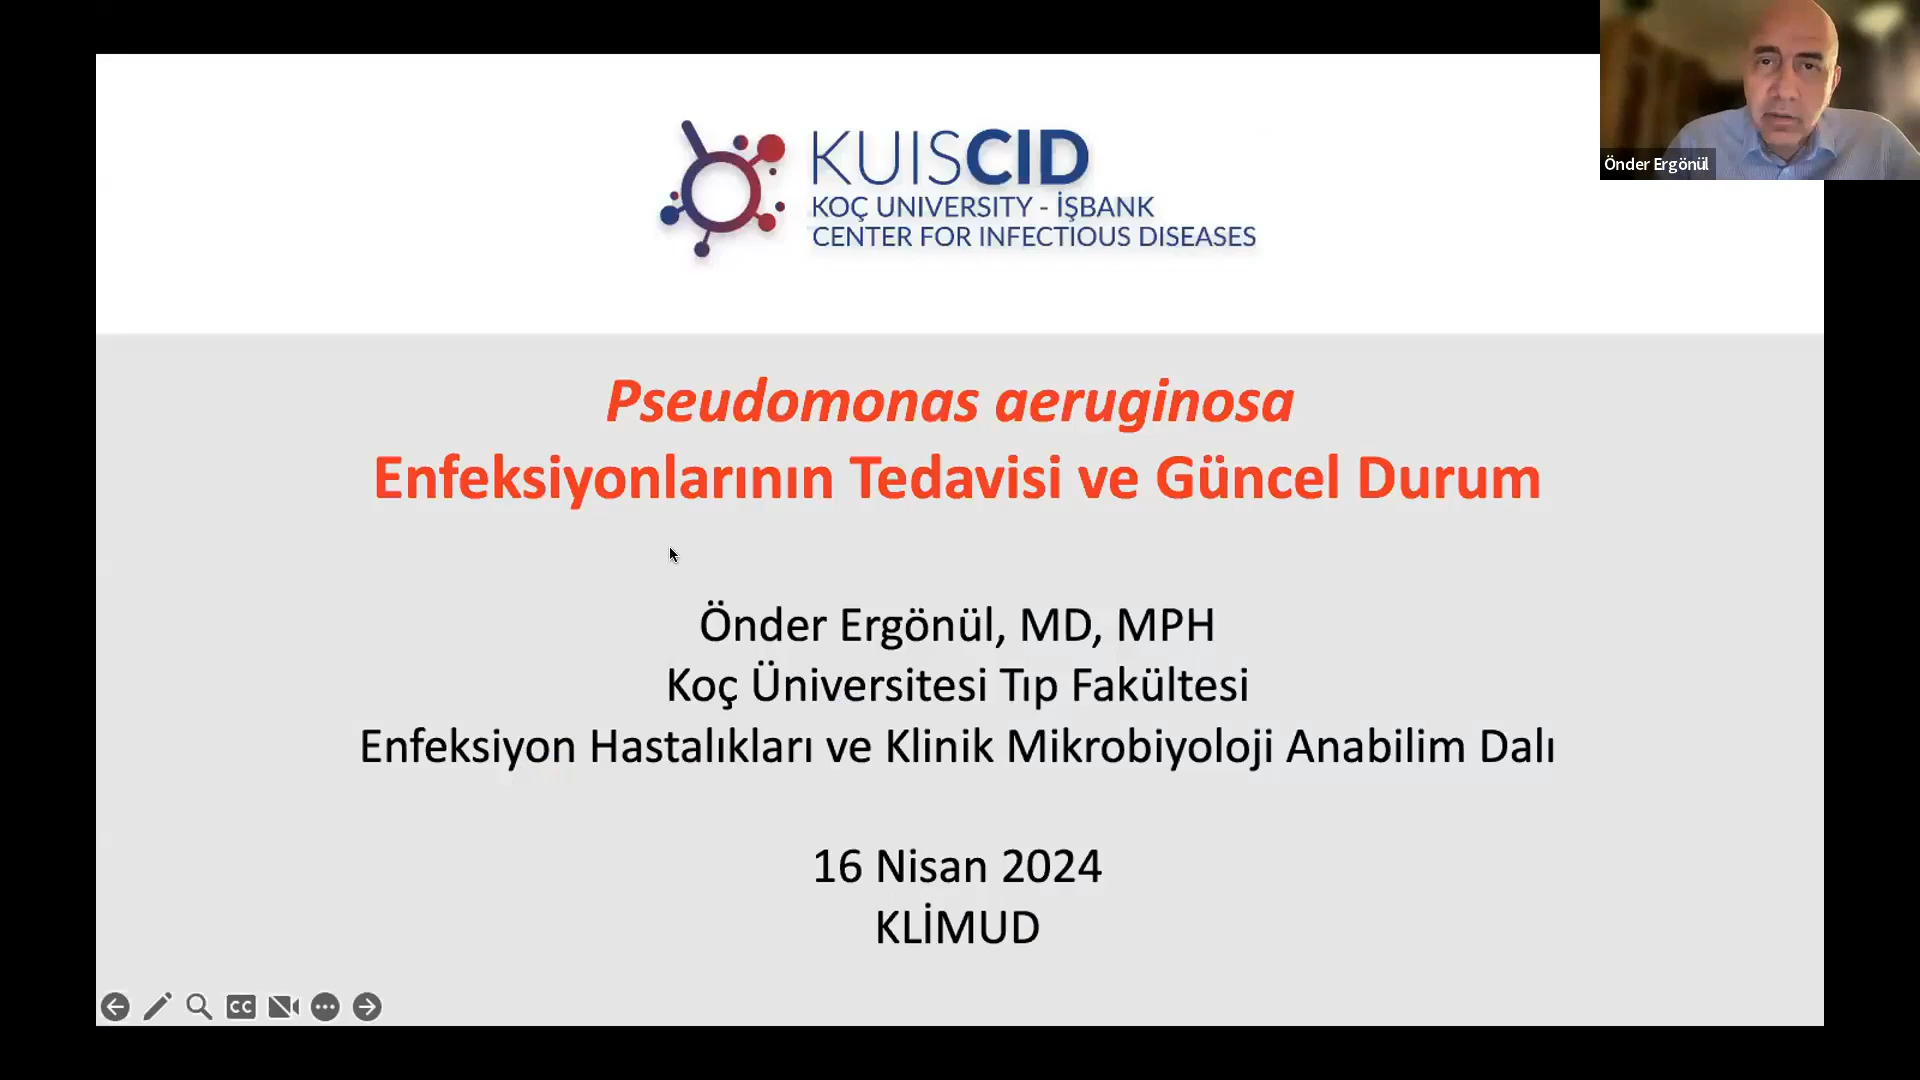 Önder Ergönül
KUISCID
KOÇ UNIVERSITY - İŞBANK
CENTER FOR INFECTIOUS DISEASES
Pseudomonas aeruginosa
Enfeksiyonlarının Tedavisi ve Güncel Durum
Önder Ergönül, MD, MPH
Koç Üniversitesi Tıp Fakültesi
Enfeksiyon Hastalıkları ve Klinik Mikrobiyoloji Anabilim Dalı
16 Nisan 2024
KLİMUD
CC